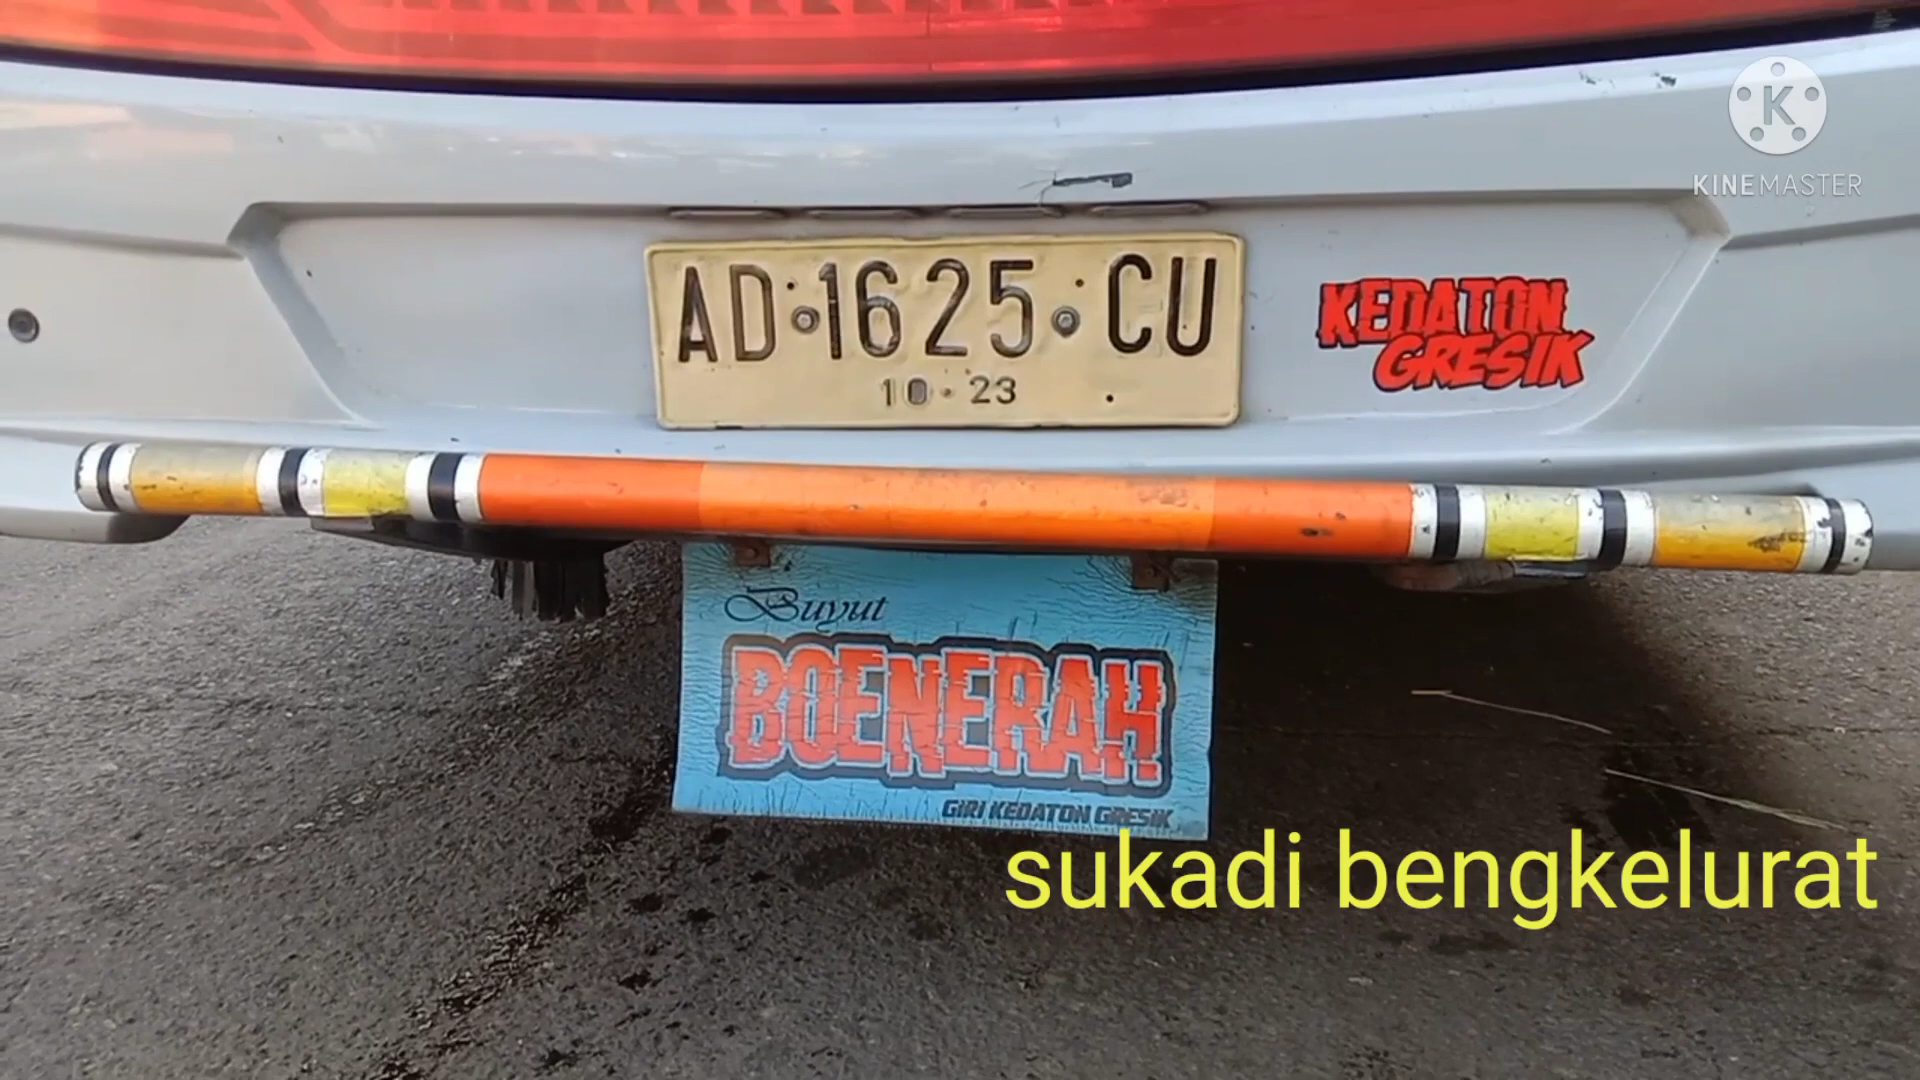 KINEMASTER
AD 1625 CU
10 · 23
KEDATON
GRESIK
Buyut
BOENERAH
GIRI KEDATON GRESIK
sukadi bengkelurat